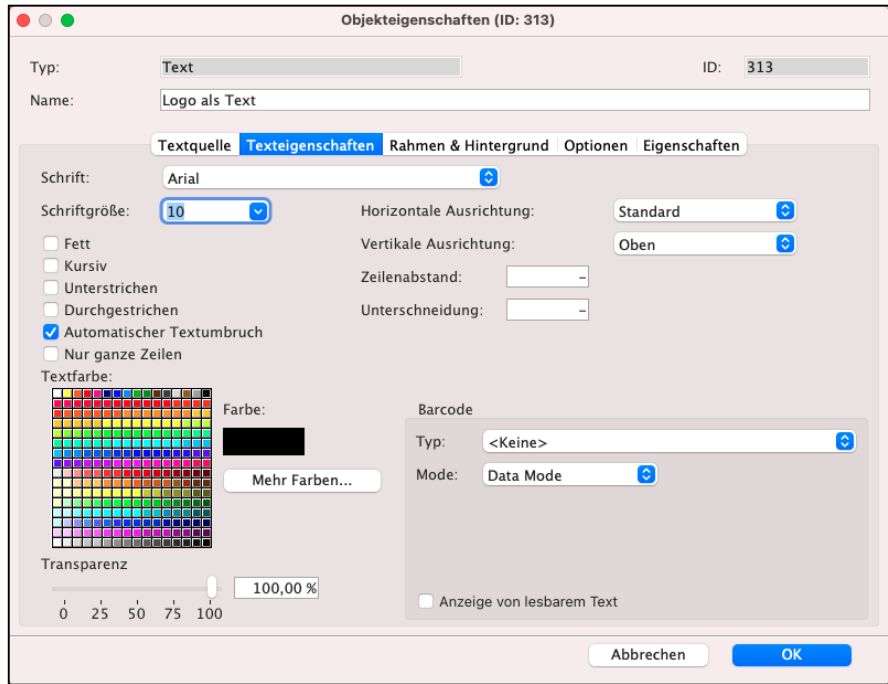 Objekteigenschaften (ID: 313)
Typ: Text ID: 313
Name: Logo als Text
Textquelle Texteigenschaften Rahmen & Hintergrund Optionen Eigenschaften
Schrift: Arial
Schriftgröße: 10 Horizontale Ausrichtung: Standard
Fett Vertikale Ausrichtung: Oben
Kursiv Zeilenabstand: –
Unterstrichen
Durchgestrichen Unterschneidung: –
Automatischer Textumbruch
Nur ganze Zeilen
Textfarbe:
Farbe: Barcode
Typ: <Keine>
Mehr Farben... Mode: Data Mode
Transparenz
100,00 %
Anzeige von lesbarem Text
0 25 50 75 100
Abbrechen OK